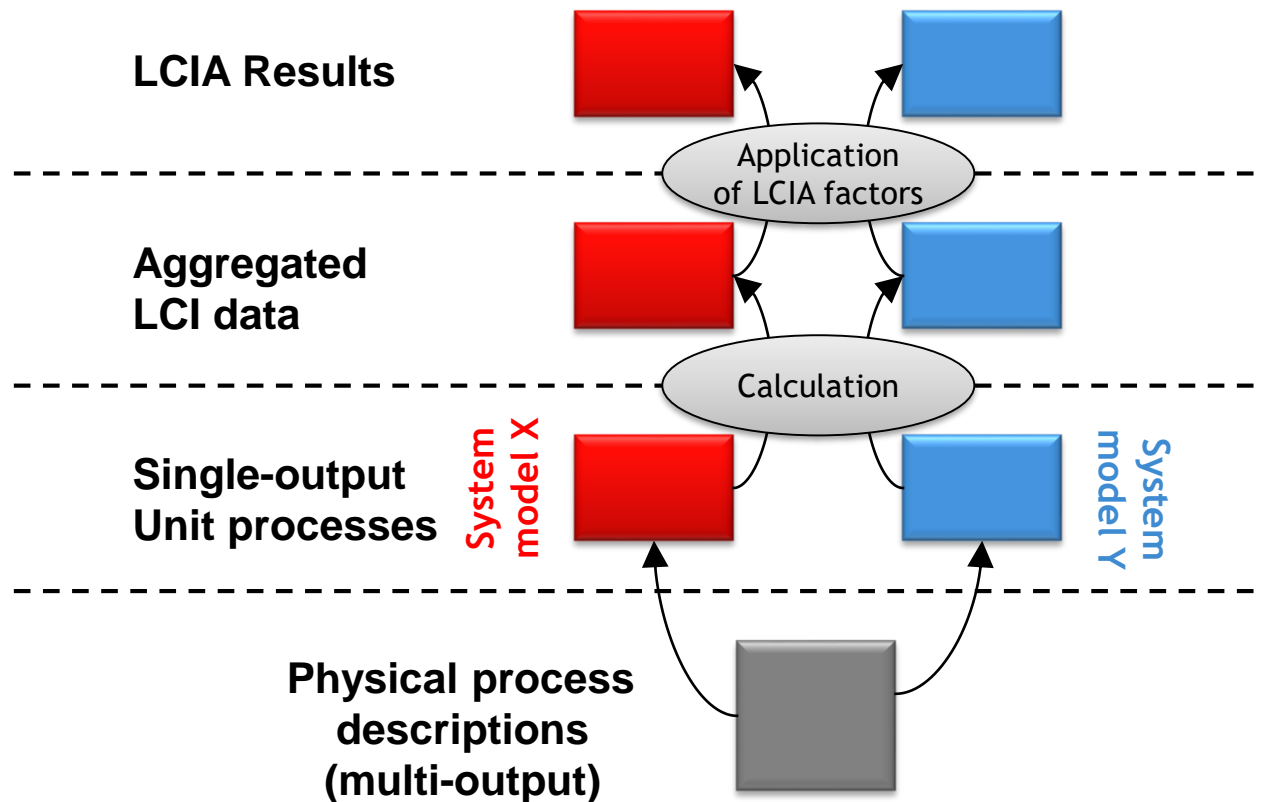 LCIA Results
Application
of LCIA factors
Aggregated
LCI data
Calculation
Single-output
Unit processes
System
model X
System
model Y
Physical process
descriptions
(multi-output)